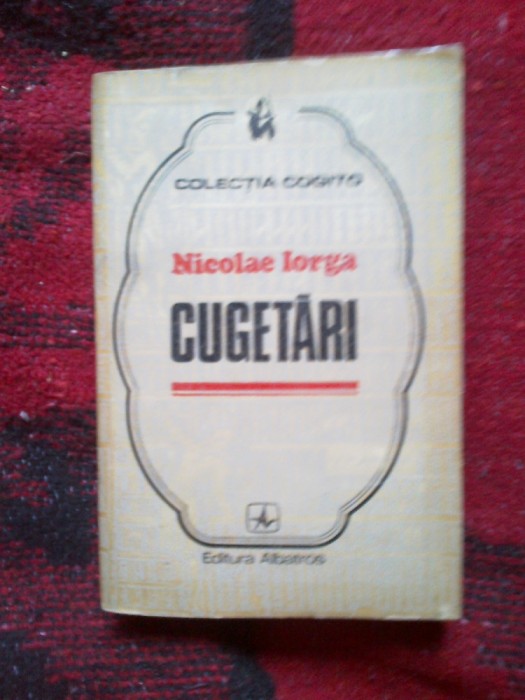 COLECȚIA COGITO
Nicolae Iorga
CUGETĂRI
Editura Albatros